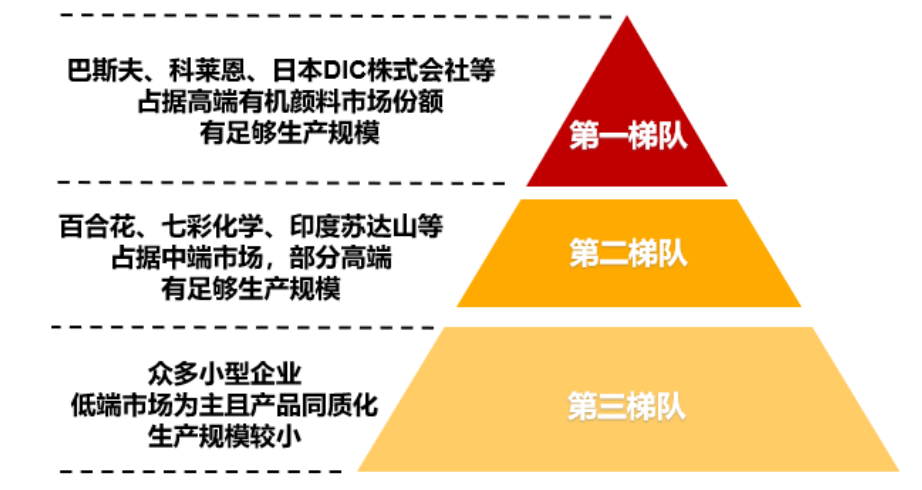 巴斯夫、科莱恩、日本DIC株式会社等
占据高端有机颜料市场份额
有足够生产规模
第一梯队
百合花、七彩化学、印度苏达山等
占据中端市场，部分高端
有足够生产规模
第二梯队
众多小型企业
低端市场为主且产品同质化
生产规模较小
第三梯队